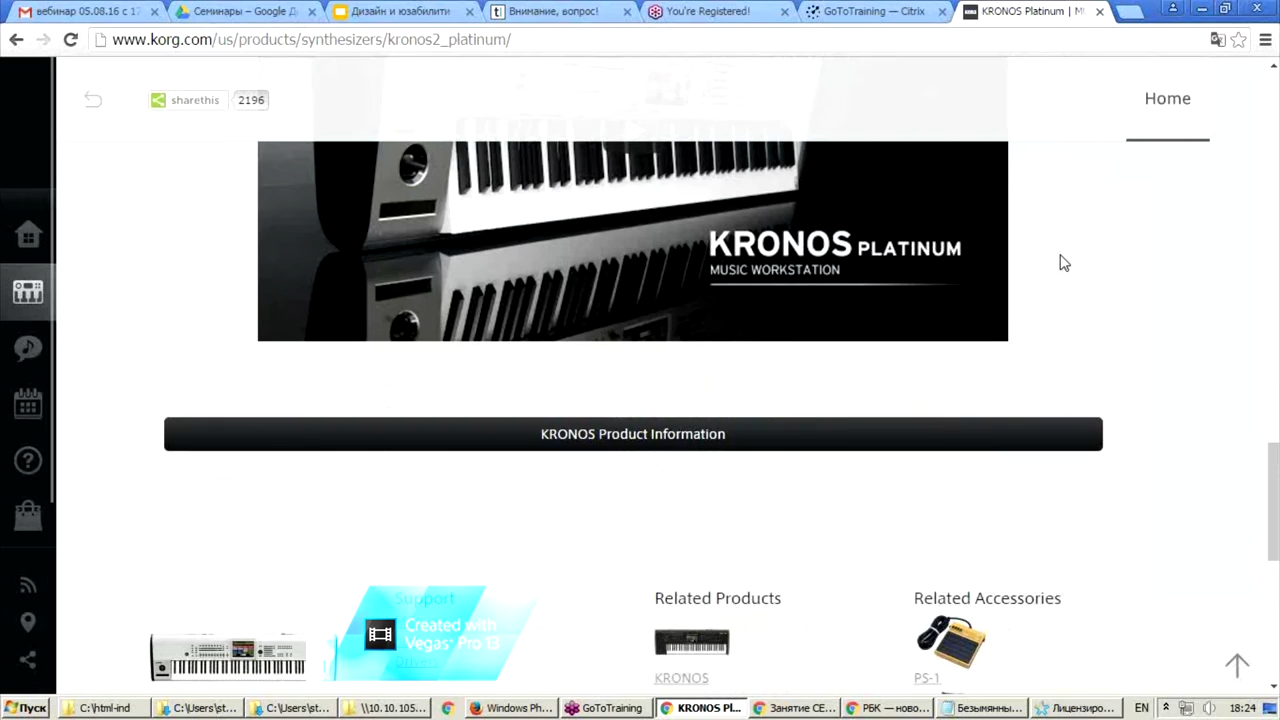 вебинар 05.08.16 с 17
Семинары – Google Д
Дизайн и юзабилити
Внимание, вопрос!
You're Registered!
GoToTraining — Citrix
KRONOS Platinum | M
www.korg.com/us/products/synthesizers/kronos2_platinum/
sharethis 2196
Home
KRONOS PLATINUM
MUSIC WORKSTATION
KRONOS Product Information
Support
Related Products
Related Accessories
Created with
Vegas Pro 13
Drivers
KRONOS
PS-1
Пуск
C:\html-ind
C:\Users\st...
C:\Users\st...
\\10.10.105...
Windows Ph...
GoToTraining
KRONOS Pl...
Занятие CE...
РБК — ново...
Безымянны...
Лицензиро...
EN
18:24